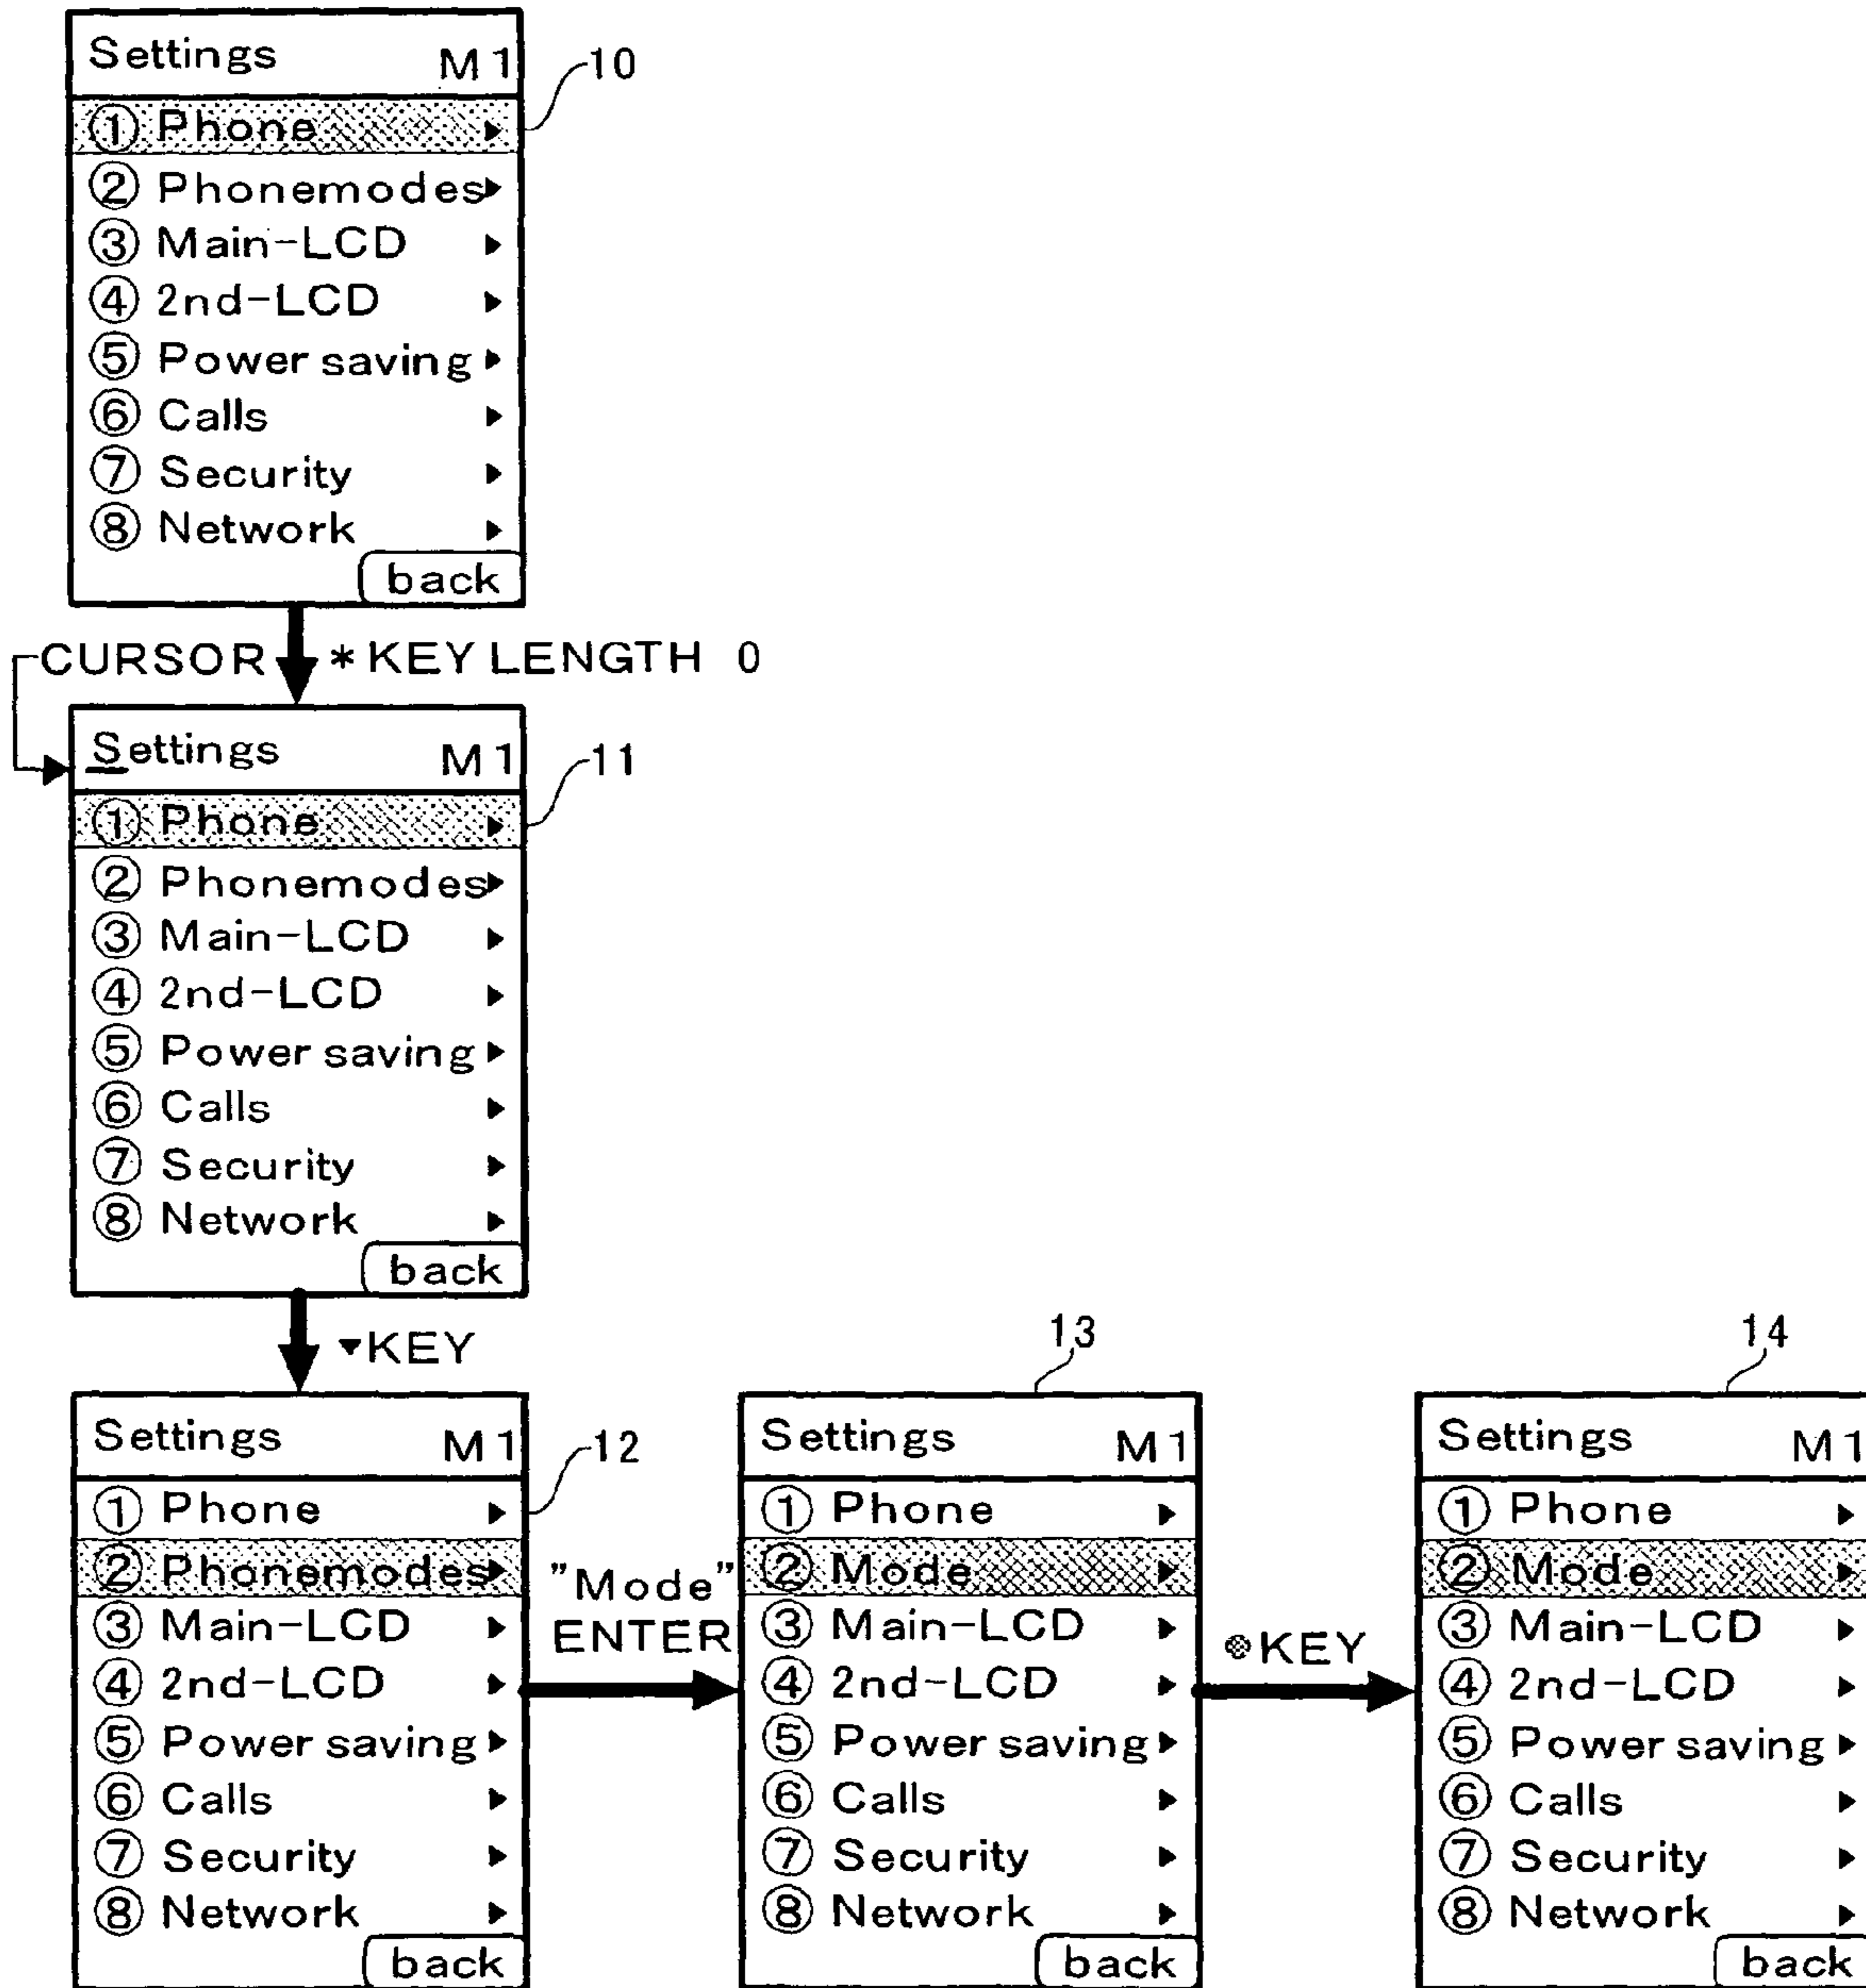 Settings M1
10
① Phone ▶
② Phonemodes▶
③ Main-LCD ▶
④ 2nd-LCD ▶
⑤ Power saving ▶
⑥ Calls ▶
⑦ Security ▶
⑧ Network ▶
back
CURSOR
* KEY LENGTH 0
Settings M1
11
① Phone ▶
② Phonemodes▶
③ Main-LCD ▶
④ 2nd-LCD ▶
⑤ Power saving ▶
⑥ Calls ▶
⑦ Security ▶
⑧ Network ▶
back
▼KEY
Settings M1
12
① Phone ▶
② Phonemodes▶
③ Main-LCD ▶
④ 2nd-LCD ▶
⑤ Power saving ▶
⑥ Calls ▶
⑦ Security ▶
⑧ Network ▶
back
"Mode"
ENTER
13
Settings M1
① Phone ▶
② Mode ▶
③ Main-LCD ▶
④ 2nd-LCD ▶
⑤ Power saving ▶
⑥ Calls ▶
⑦ Security ▶
⑧ Network ▶
back
●KEY
14
Settings M1
① Phone ▶
② Mode ▶
③ Main-LCD ▶
④ 2nd-LCD ▶
⑤ Power saving ▶
⑥ Calls ▶
⑦ Security ▶
⑧ Network ▶
back